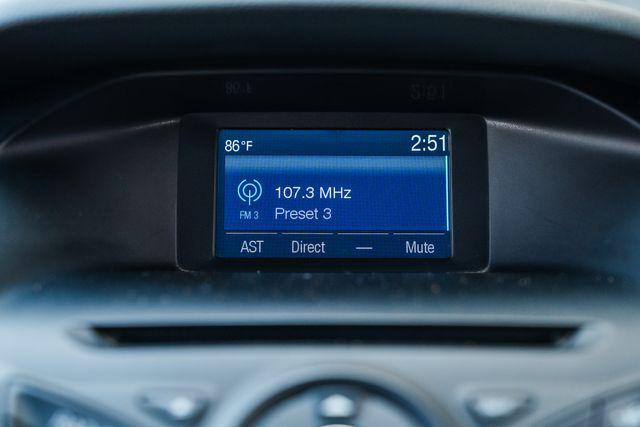 86°F 2:51
107.3 MHz
FM 3 Preset 3
AST Direct — Mute